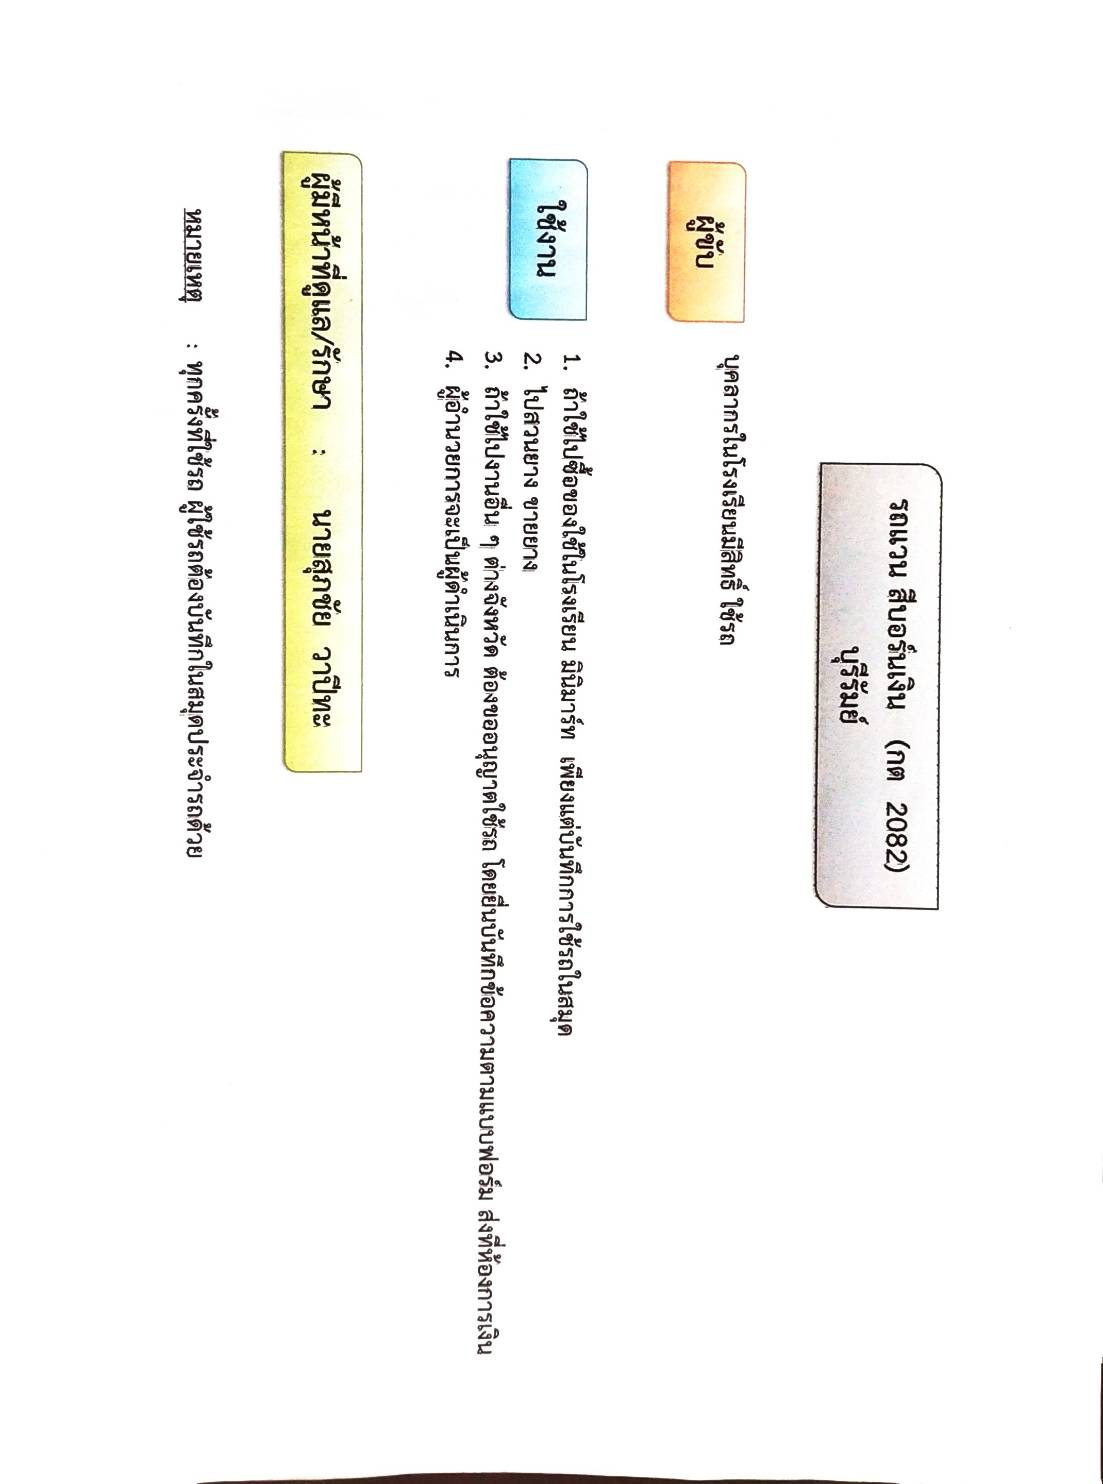 รถแวน สีบอร์นเงิน (กต 2082)
บุรีรัมย์
ผู้ขับ
บุคลากรในโรงเรียนมีสิทธิ์ ใช้รถ
ใช้งาน
1. ถ้าใช้ไปซื้อของใช้ในโรงเรียน มินิมาร์ท เพียงแต่บันทึกการใช้รถในสมุด
2. ไปสวนยาง ขายยาง
3. ถ้าใช้ไปงานอื่น ๆ ต่างจังหวัด ต้องขออนุญาตใช้รถ โดยยื่นบันทึกข้อความตามแบบฟอร์ม ส่งที่ห้องการเงิน
4. ผู้อำนวยการจะเป็นผู้ดำเนินการ
ผู้มีหน้าที่ดูแล/รักษา : นายสุภชัย วาปีทะ
หมายเหตุ : ทุกครั้งที่ใช้รถ ผู้ใช้รถต้องบันทึกในสมุดประจำรถด้วย